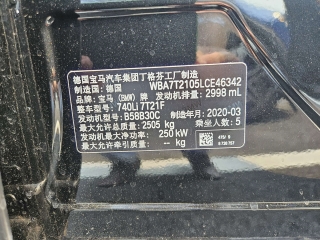 德国宝马汽车集团丁格芬工厂制造
制造国：德国 WBA7T2105LCE46342
品牌：宝马（BMW）牌 发动机排量：2998 mL
整车型号：740Li 7T21F
发动机型号：B58B30C 制造年月：2020-03
最大允许总质量：2505 kg 乘坐人数：5
发动机最大净功率：250 kW
最大允许牵引质量：-- kg